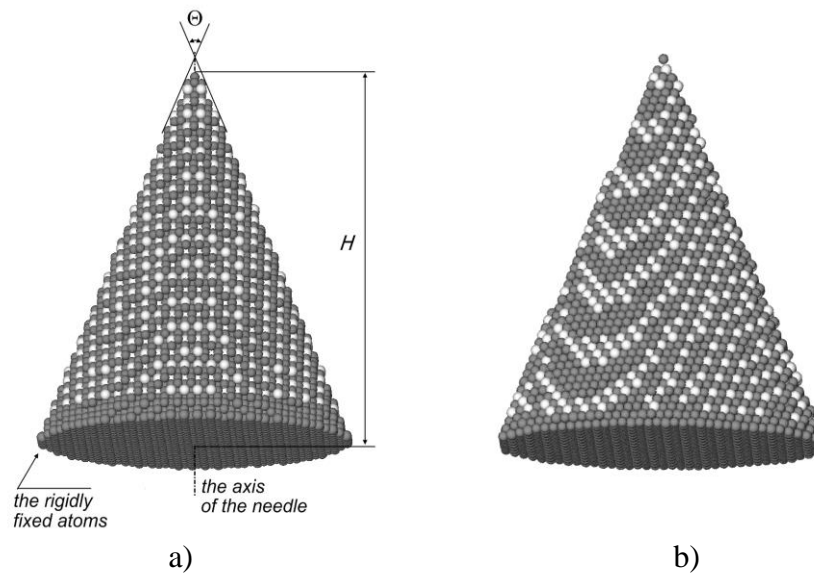 Θ
H
the rigidly
fixed atoms
the axis
of the needle
a)
b)